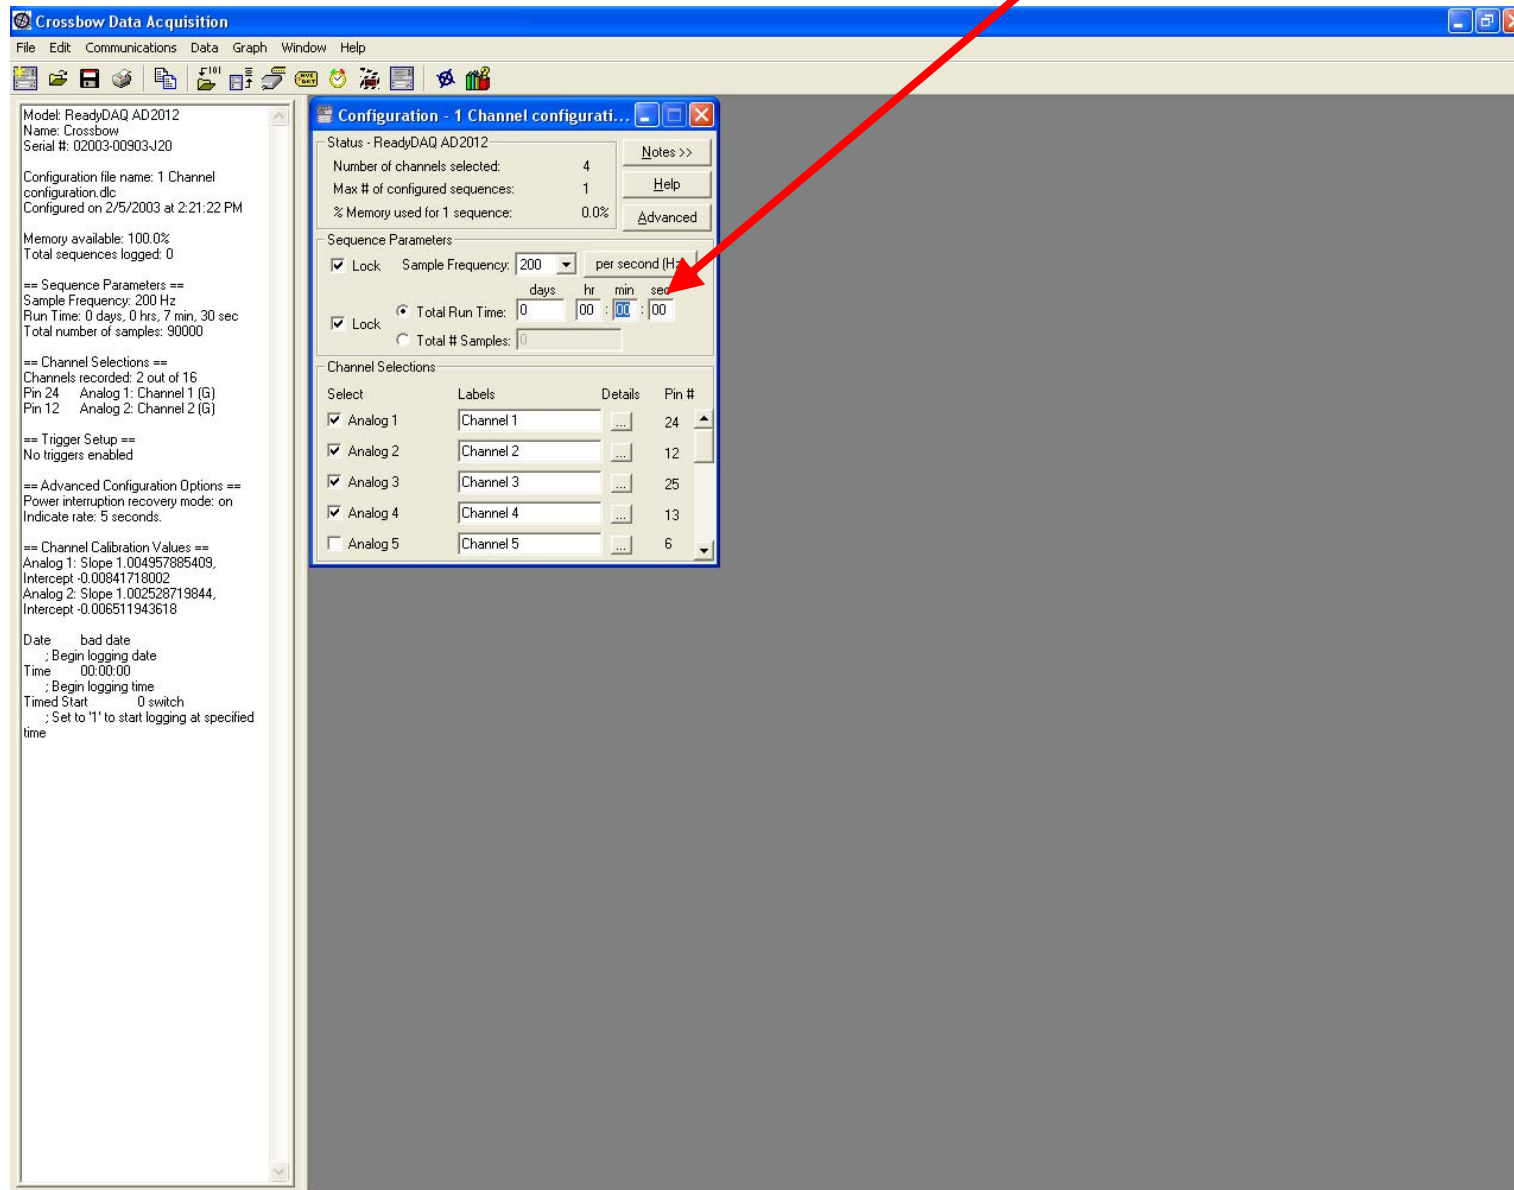 Crossbow Data Acquisition
File Edit Communications Data Graph Window Help
Model: ReadyDAQ AD2012
Name: Crossbow
Serial #: 02003-00903-J20
Configuration file name: 1 Channel
configuration.dlc
Configured on 2/5/2003 at 2:21:22 PM
Memory available: 100.0%
Total sequences logged: 0
== Sequence Parameters ==
Sample Frequency: 200 Hz
Run Time: 0 days, 0 hrs, 7 min, 30 sec
Total number of samples: 90000
== Channel Selections ==
Channels recorded: 2 out of 16
Pin 24 Analog 1: Channel 1 (G)
Pin 12 Analog 2: Channel 2 (G)
== Trigger Setup ==
No triggers enabled
== Advanced Configuration Options ==
Power interruption recovery mode: on
Indicate rate: 5 seconds.
== Channel Calibration Values ==
Analog 1: Slope 1.004957885409,
Intercept -0.00841718002
Analog 2: Slope 1.002528719844,
Intercept -0.006511943618
Date bad date
; Begin logging date
Time 00:00:00
; Begin logging time
Timed Start 0 switch
; Set to '1' to start logging at specified
time
Configuration - 1 Channel configurati...
Status - ReadyDAQ AD2012
Number of channels selected: 4
Max # of configured sequences: 1
% Memory used for 1 sequence: 0.0%
Notes >>
Help
Advanced
Sequence Parameters
Lock Sample Frequency: 200 per second (Hz
days hr min sec
Lock Total Run Time: 0 00 : 00 : 00
Total # Samples: 0
Channel Selections
Select Labels Details Pin #
Analog 1 Channel 1 ... 24
Analog 2 Channel 2 ... 12
Analog 3 Channel 3 ... 25
Analog 4 Channel 4 ... 13
Analog 5 Channel 5 ... 6